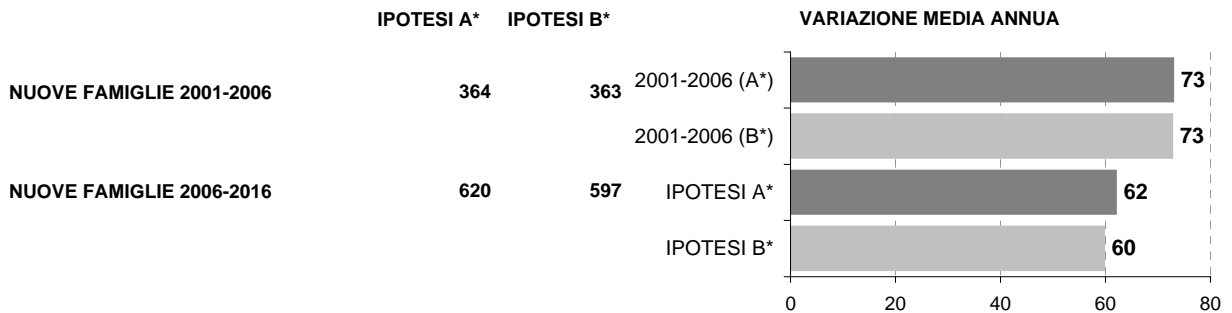 IPOTESI A* IPOTESI B* VARIAZIONE MEDIA ANNUA
NUOVE FAMIGLIE 2001-2006 364 363
NUOVE FAMIGLIE 2006-2016 620 597
2001-2006 (A*) 73
2001-2006 (B*) 73
IPOTESI A* 62
IPOTESI B* 60
0 20 40 60 80